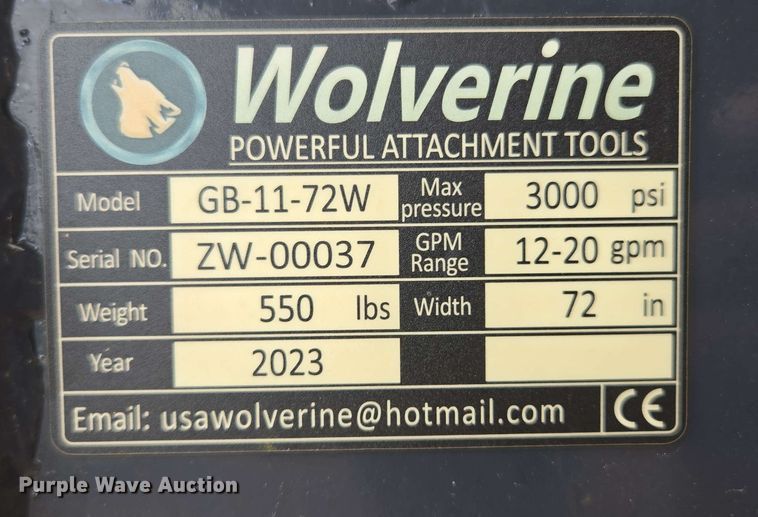 Wolverine
POWERFUL ATTACHMENT TOOLS
Model GB-11-72W Max pressure 3000 psi
Serial NO. ZW-00037 GPM Range 12-20 gpm
Weight 550 lbs Width 72 in
Year 2023
Email: usawolverine@hotmail.com CE
Purple Wave Auction